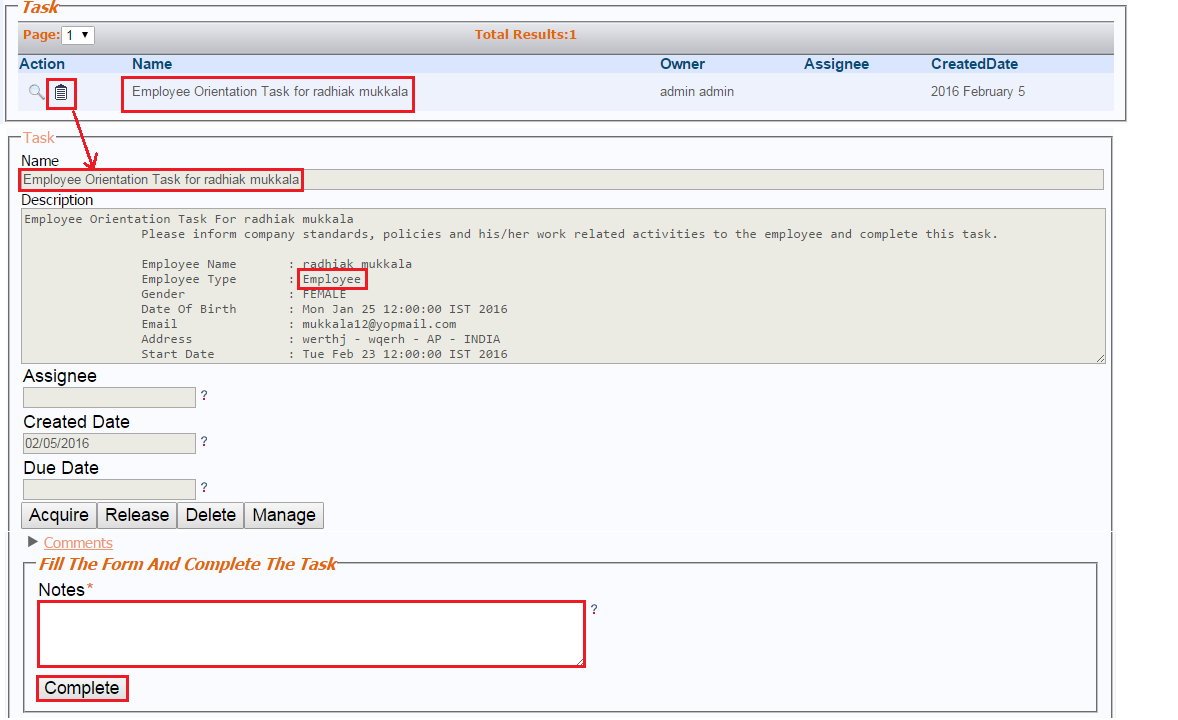 Task
Page: 1 Total Results:1
Action Name Owner Assignee CreatedDate
Employee Orientation Task for radhiak mukkala admin admin 2016 February 5
Task
Name
Employee Orientation Task for radhiak mukkala
Description
Employee Orientation Task For radhiak mukkala
Please inform company standards, policies and his/her work related activities to the employee and complete this task.
Employee Name : radhiak mukkala
Employee Type : Employee
Gender : FEMALE
Date Of Birth : Mon Jan 25 12:00:00 IST 2016
Email : mukkala12@yopmail.com
Address : werthj - wqerh - AP - INDIA
Start Date : Tue Feb 23 12:00:00 IST 2016
Assignee
?
Created Date
02/05/2016 ?
Due Date
?
Acquire Release Delete Manage
Comments
Fill The Form And Complete The Task
Notes*
?
Complete